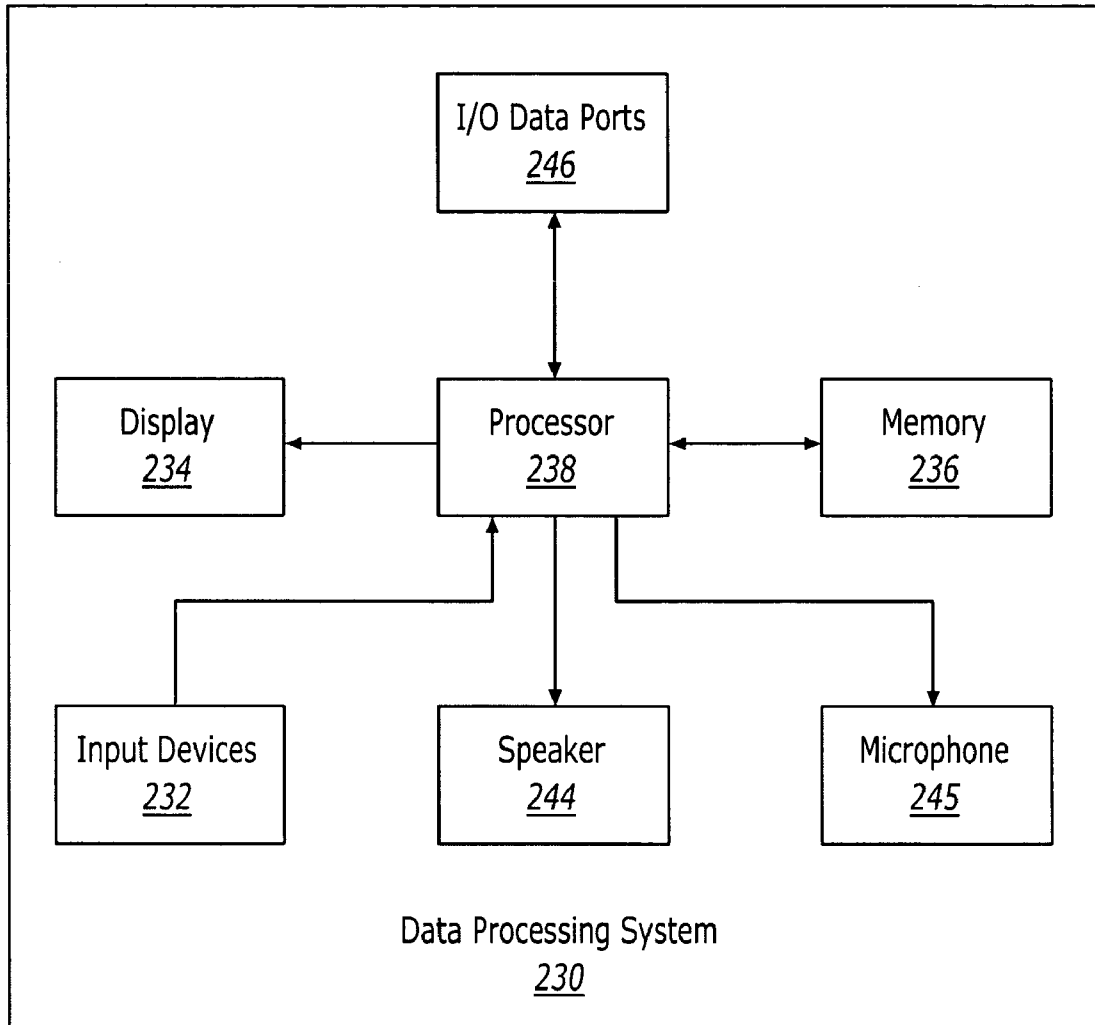 I/O Data Ports
246
Display
234
Processor
238
Memory
236
Input Devices
232
Speaker
244
Microphone
245
Data Processing System
230